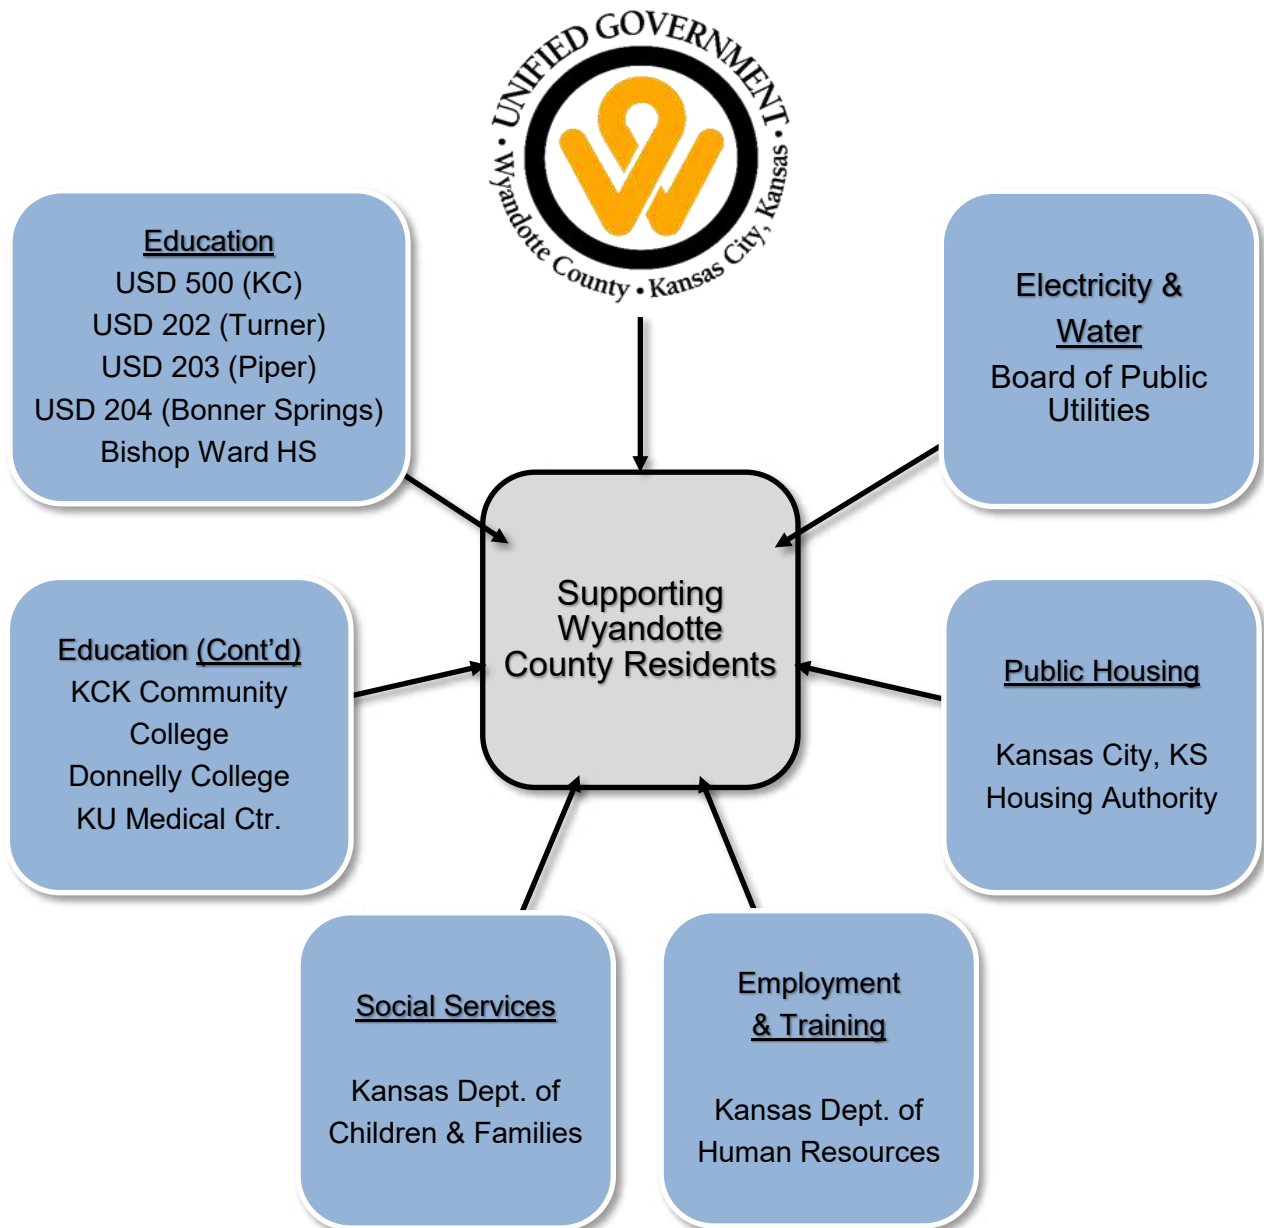 • UNIFIED GOVERNMENT •
Wyandotte County • Kansas City, Kansas
Education
USD 500 (KC)
USD 202 (Turner)
USD 203 (Piper)
USD 204 (Bonner Springs)
Bishop Ward HS
Electricity &
Water
Board of Public
Utilities
Supporting
Wyandotte
County Residents
Education (Cont’d)
KCK Community
College
Donnelly College
KU Medical Ctr.
Public Housing
Kansas City, KS
Housing Authority
Social Services
Kansas Dept. of
Children & Families
Employment
& Training
Kansas Dept. of
Human Resources